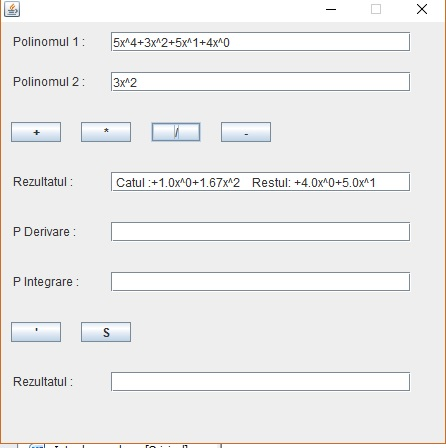 Polinomul 1 : 5x^4+3x^2+5x^1+4x^0
Polinomul 2 : 3x^2
+ * / -
Rezultatul : Catul :+1.0x^0+1.67x^2 Restul: +4.0x^0+5.0x^1
P Derivare :
P Integrare :
' S
Rezultatul :